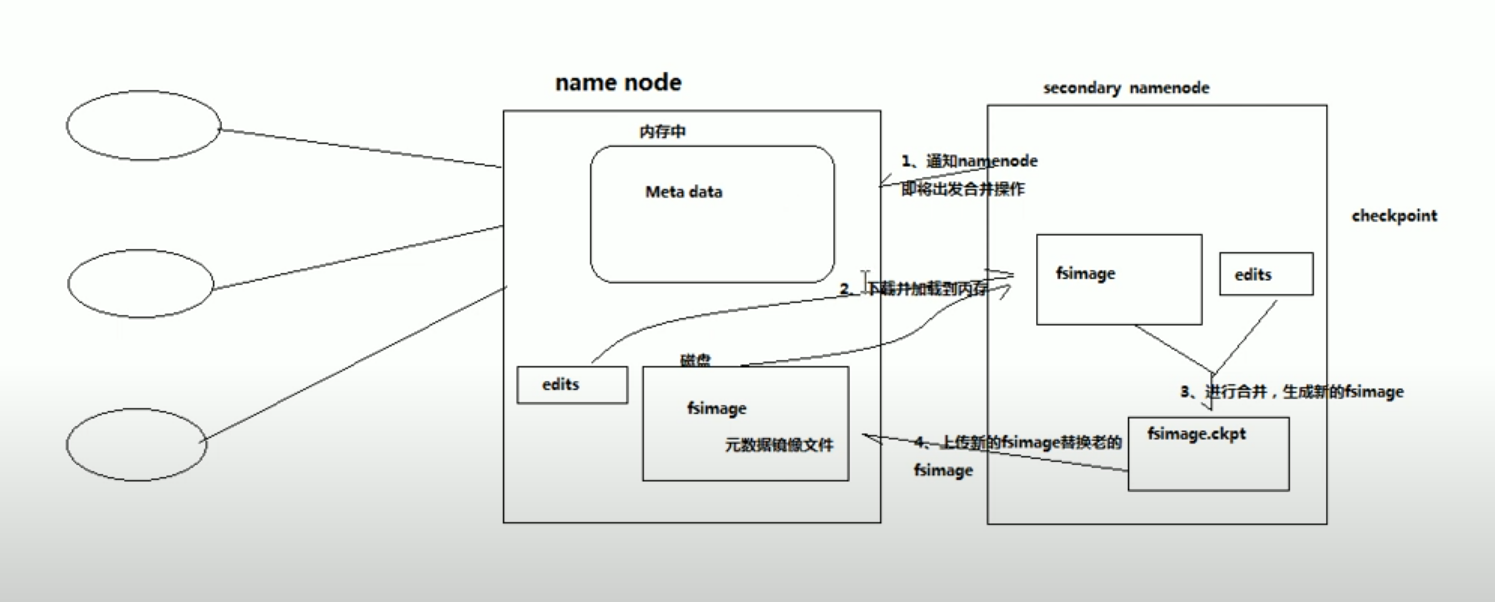 name node
secondary namenode
内存中
Meta data
1、通知namenode
即将出发合并操作
checkpoint
fsimage
edits
2、下载并加载到内存
磁盘
edits
fsimage
元数据镜像文件
3、进行合并，生成新的fsimage
fsimage.ckpt
4、上传新的fsimage替换老的
fsimage